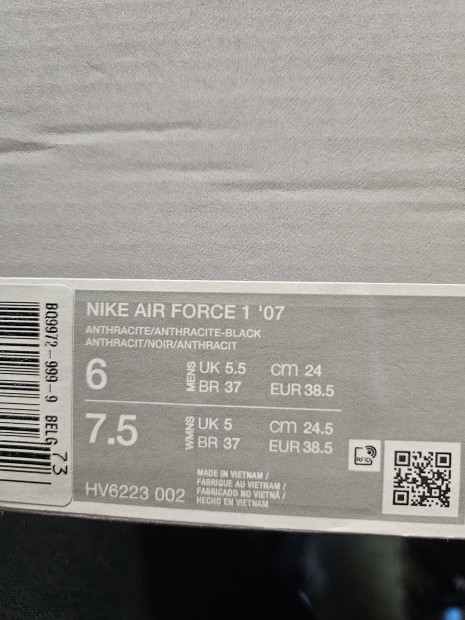 NIKE AIR FORCE 1 '07
ANTHRACITE/ANTHRACITE-BLACK
ANTHRACIT/NOIR/ANTHRACIT
6 MENS UK 5.5 cm 24
BR 37 EUR 38.5
7.5 WMNS UK 5 cm 24.5
BR 37 EUR 38.5
RFID
MADE IN VIETNAM /
FABRIQUE AU VIETNAM /
FABRICADO NO VIETNÃ /
HECHO EN VIETNAM
HV6223 002
73